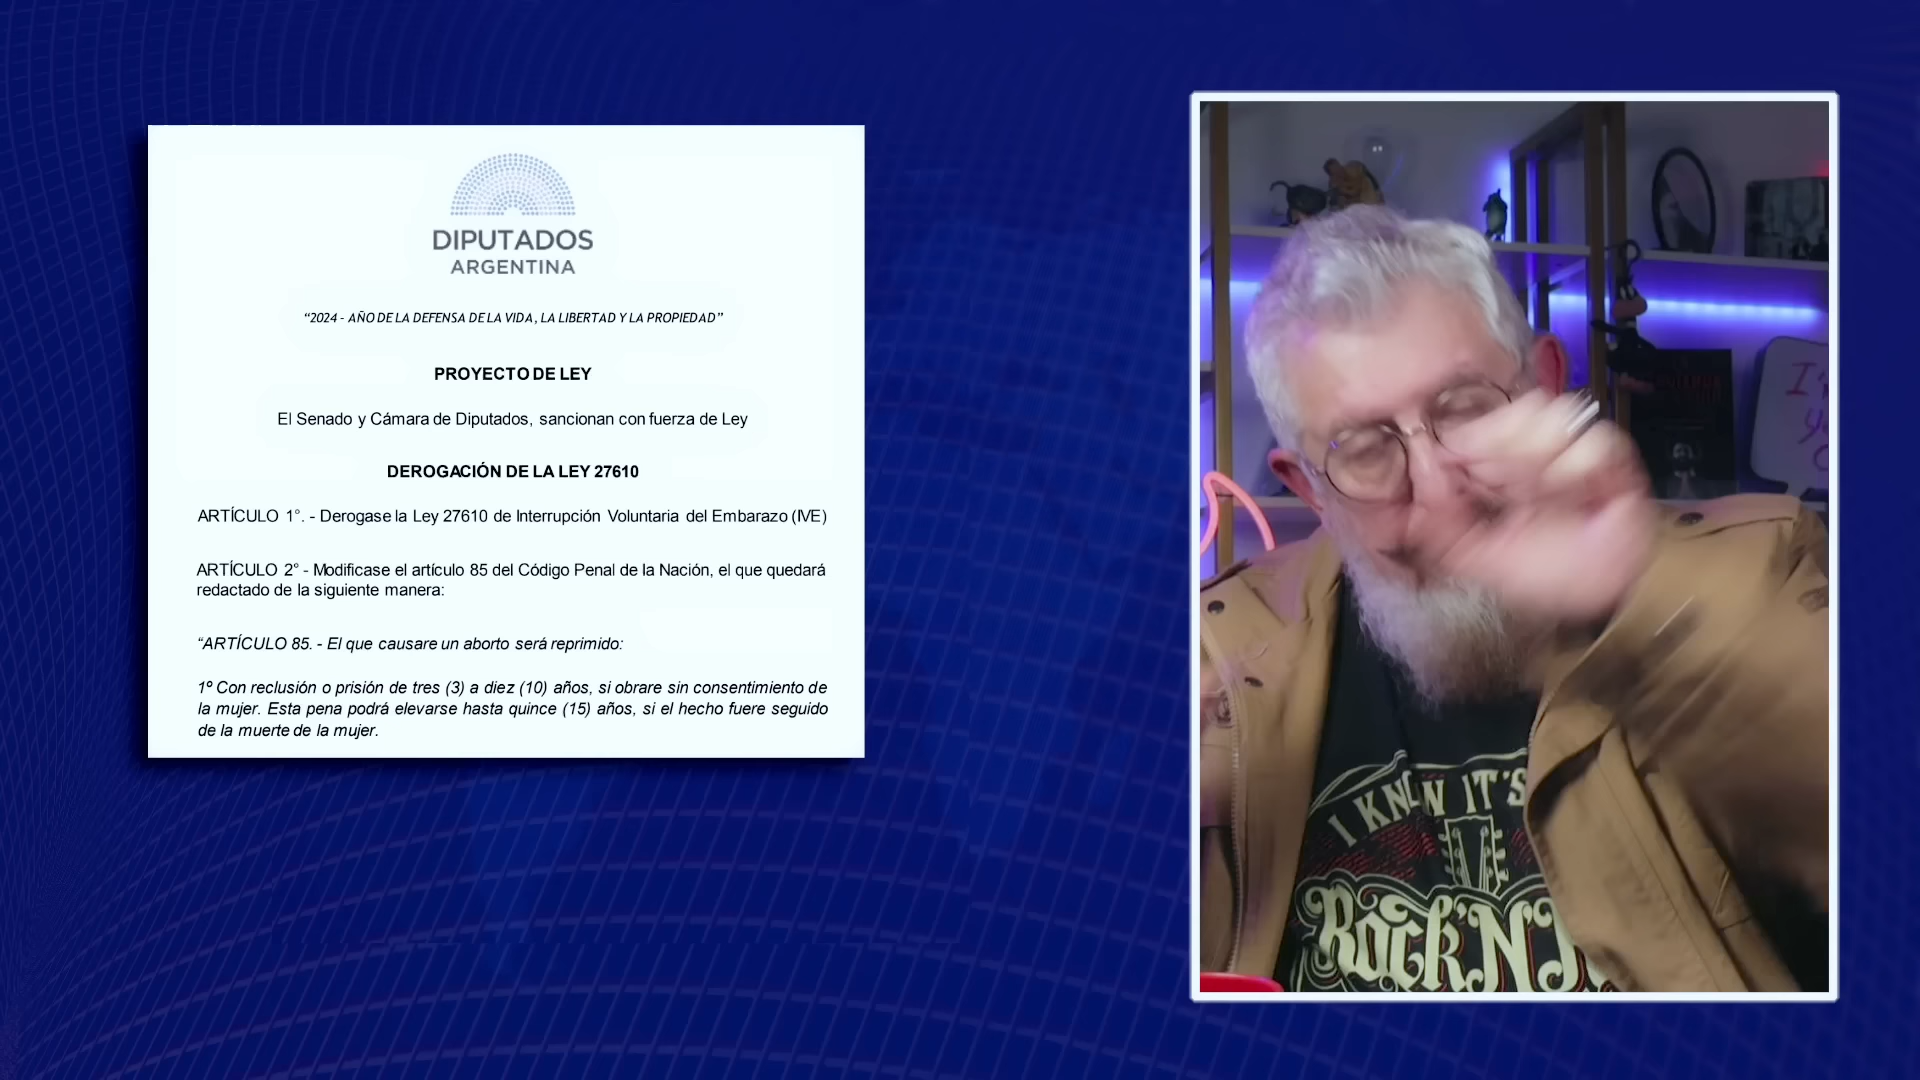 DIPUTADOS
ARGENTINA
“2024 - AÑO DE LA DEFENSA DE LA VIDA, LA LIBERTAD Y LA PROPIEDAD”
PROYECTO DE LEY
El Senado y Cámara de Diputados, sancionan con fuerza de Ley
DEROGACIÓN DE LA LEY 27610
ARTÍCULO 1°. - Derogase la Ley 27610 de Interrupción Voluntaria del Embarazo (IVE)
ARTÍCULO 2° - Modificase el artículo 85 del Código Penal de la Nación, el que quedará
redactado de la siguiente manera:
“ARTÍCULO 85. - El que causare un aborto será reprimido:
1º Con reclusión o prisión de tres (3) a diez (10) años, si obrare sin consentimiento de
la mujer. Esta pena podrá elevarse hasta quince (15) años, si el hecho fuere seguido
de la muerte de la mujer.
I KNOW IT'S
ROCK'N'